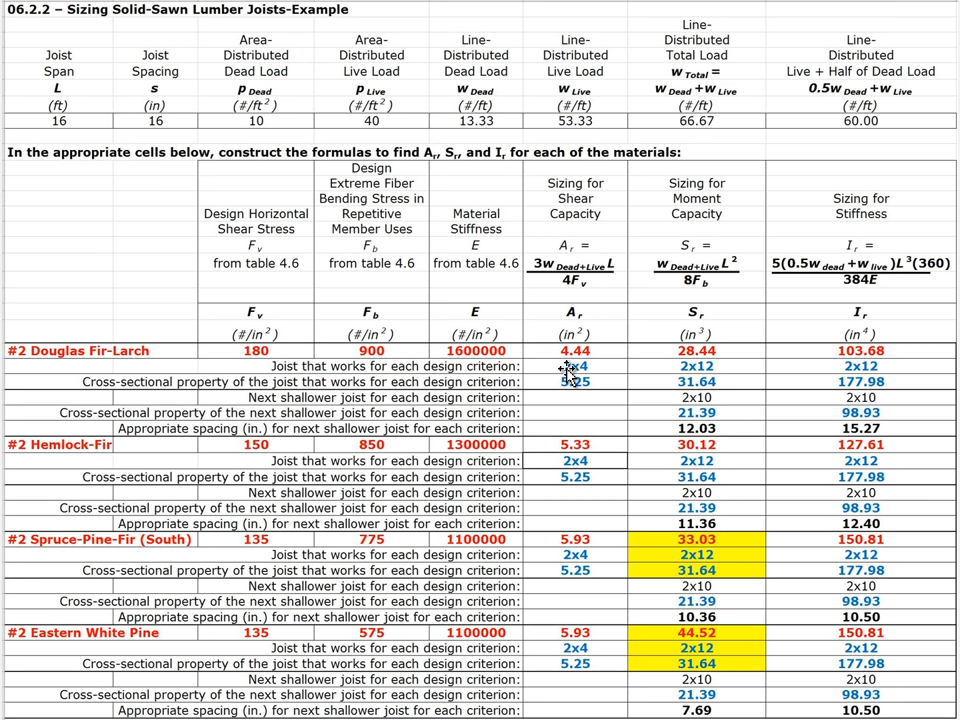 06.2.2 – Sizing Solid-Sawn Lumber Joists-Example
Joist Span L (ft)
Joist Spacing s (in)
Area-Distributed Dead Load p Dead (#/ft²)
Area-Distributed Live Load p Live (#/ft²)
Line-Distributed Dead Load w Dead (#/ft)
Line-Distributed Live Load w Live (#/ft)
Line-Distributed Total Load w Total = w Dead +w Live (#/ft)
Line-Distributed Live + Half of Dead Load 0.5w Dead +w Live (#/ft)
16 16 10 40 13.33 53.33 66.67 60.00
In the appropriate cells below, construct the formulas to find Ar, Sr, and Ir for each of the materials:
Design Horizontal Shear Stress Fv from table 4.6
Design Extreme Fiber Bending Stress in Repetitive Member Uses Fb from table 4.6
Material Stiffness E from table 4.6
Sizing for Shear Capacity Ar = 3w Dead+Live L / 4Fv
Sizing for Moment Capacity Sr = w Dead+Live L² / 8Fb
Sizing for Stiffness Ir = 5(0.5w dead +w live )L³(360) / 384E
Fv Fb E Ar Sr Ir
(#/in²) (#/in²) (#/in²) (in²) (in³) (in⁴)
#2 Douglas Fir-Larch 180 900 1600000 4.44 28.44 103.68
Joist that works for each design criterion: 2x12 2x12
Cross-sectional property of the joist that works for each design criterion: 5.25 31.64 177.98
Next shallower joist for each design criterion: 2x10 2x10
Cross-sectional property of the next shallower joist for each design criterion: 21.39 98.93
Appropriate spacing (in.) for next shallower joist for each criterion: 12.03 15.27
#2 Hemlock-Fir 150 850 1300000 5.33 30.12 127.61
Joist that works for each design criterion: 2x4 2x12 2x12
Cross-sectional property of the joist that works for each design criterion: 5.25 31.64 177.98
Next shallower joist for each design criterion: 2x10 2x10
Cross-sectional property of the next shallower joist for each design criterion: 21.39 98.93
Appropriate spacing (in.) for next shallower joist for each criterion: 11.36 12.40
#2 Spruce-Pine-Fir (South) 135 775 1100000 5.93 33.03 150.81
Joist that works for each design criterion: 2x4 2x12 2x12
Cross-sectional property of the joist that works for each design criterion: 5.25 31.64 177.98
Next shallower joist for each design criterion: 2x10 2x10
Cross-sectional property of the next shallower joist for each design criterion: 21.39 98.93
Appropriate spacing (in.) for next shallower joist for each criterion: 10.36 10.50
#2 Eastern White Pine 135 575 1100000 5.93 44.52 150.81
Joist that works for each design criterion: 2x4 2x12 2x12
Cross-sectional property of the joist that works for each design criterion: 5.25 31.64 177.98
Next shallower joist for each design criterion: 2x10 2x10
Cross-sectional property of the next shallower joist for each design criterion: 21.39 98.93
Appropriate spacing (in.) for next shallower joist for each criterion: 7.69 10.50